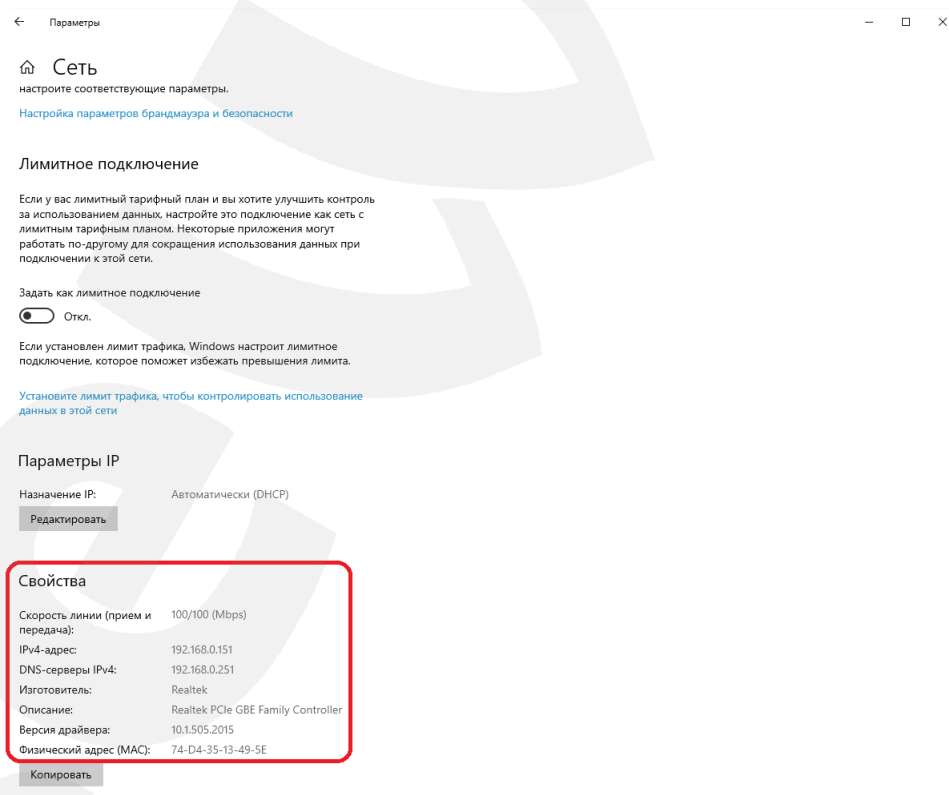 Параметры
Сеть
настроите соответствующие параметры.
Настройка параметров брандмауэра и безопасности
Лимитное подключение
Если у вас лимитный тарифный план и вы хотите улучшить контроль
за использованием данных, настройте это подключение как сеть с
лимитным тарифным планом. Некоторые приложения могут
работать по-другому для сокращения использования данных при
подключении к этой сети.
Задать как лимитное подключение
Откл.
Если установлен лимит трафика, Windows настроит лимитное
подключение, которое поможет избежать превышения лимита.
Установите лимит трафика, чтобы контролировать использование
данных в этой сети
Параметры IP
Назначение IP: Автоматически (DHCP)
Редактировать
Свойства
Скорость линии (прием и 100/100 (Mbps)
передача):
IPv4-адрес: 192.168.0.151
DNS-серверы IPv4: 192.168.0.251
Изготовитель: Realtek
Описание: Realtek PCIe GBE Family Controller
Версия драйвера: 10.1.505.2015
Физический адрес (MAC): 74-D4-35-13-49-5E
Копировать